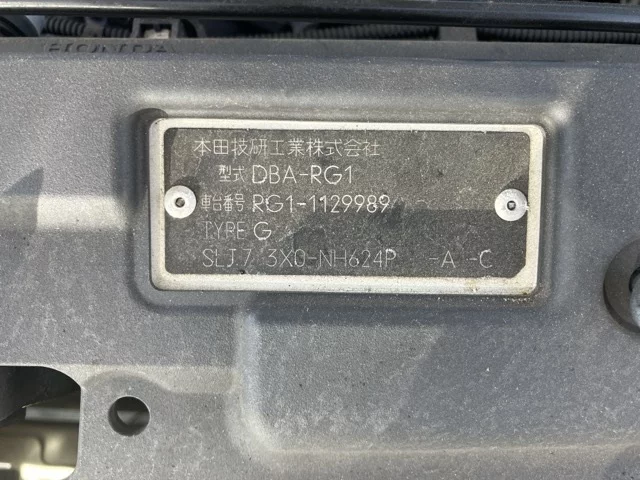 本田技研工業株式会社
型式 DBA-RG1
車台番号 RG1-1129989
TYPE G
SLJ7 3X0-NH624P -A -C